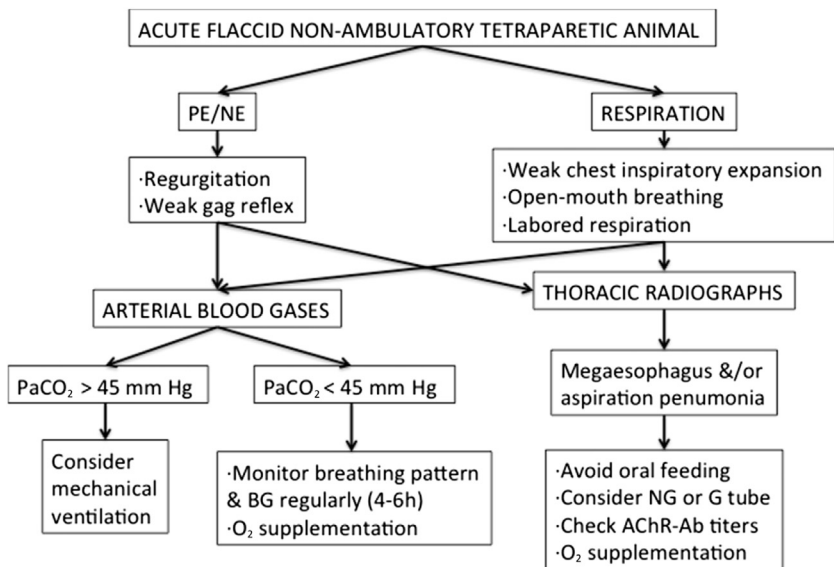 ACUTE FLACCID NON-AMBULATORY TETRAPARETIC ANIMAL
PE/NE
RESPIRATION
·Regurgitation
·Weak gag reflex
·Weak chest inspiratory expansion
·Open-mouth breathing
·Labored respiration
ARTERIAL BLOOD GASES
THORACIC RADIOGRAPHS
PaCO₂ > 45 mm Hg
PaCO₂ < 45 mm Hg
Megaesophagus &/or
aspiration penumonia
Consider
mechanical
ventilation
·Monitor breathing pattern
& BG regularly (4-6h)
·O₂ supplementation
·Avoid oral feeding
·Consider NG or G tube
·Check AChR-Ab titers
·O₂ supplementation